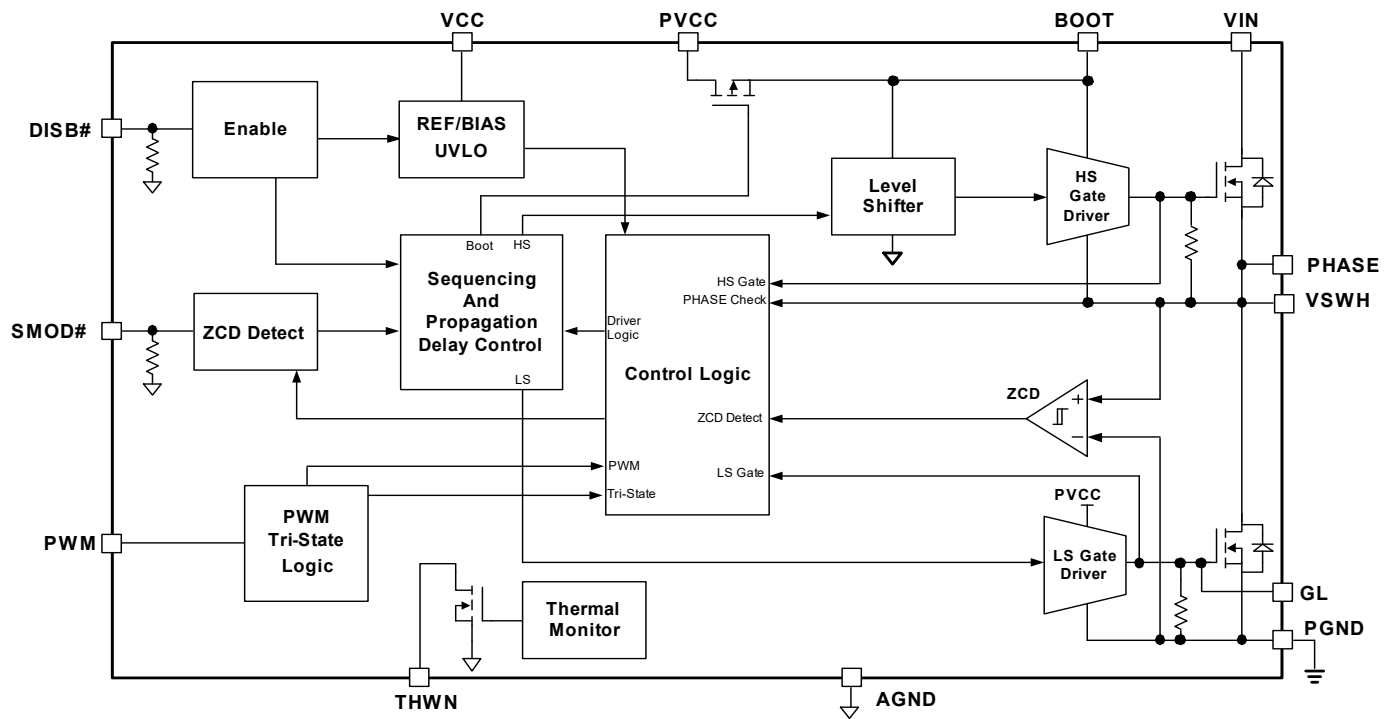 VCC
PVCC
BOOT
VIN
DISB#
Enable
REF/BIAS
UVLO
HS
Gate
Driver
Level
Shifter
Boot
HS
Sequencing
And
Propagation
Delay Control
LS
HS Gate
PHASE Check
PHASE
VSWH
SMOD#
ZCD Detect
Driver
Logic
Control Logic
ZCD
+
−
ZCD Detect
PWM
Tri-State
LS Gate
PVCC
PWM
PWM
Tri-State
Logic
LS Gate
Driver
GL
Thermal
Monitor
PGND
THWN
AGND